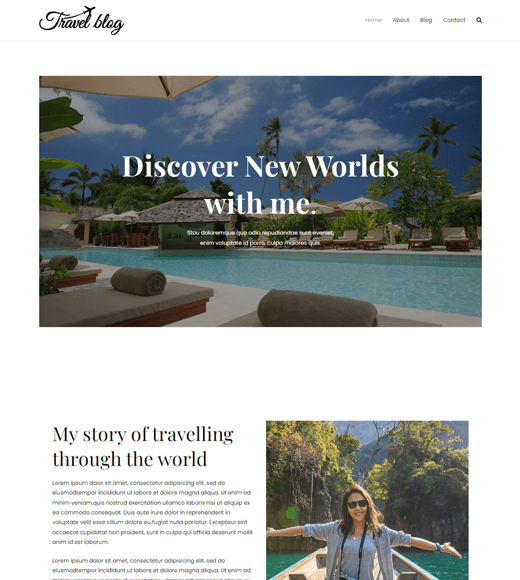 Travel blog
Home About Blog Contact
Discover New Worlds
with me.
Stou doloremque quo odio repudiandae sunt eveniet,
enim voluptate id porro, culpa maiores quis.
My story of travelling
through the world
Lorem ipsum dolor sit amet, consectetur adipisicing elit, sed do
eiusmodtempor incididunt ut labore et dolore magna aliqua. Ut enim ad
minim veniam,quis nostrud exercitation ullamco laboris nisi ut aliquip ex
ea commodo consequat. Duis aute irure dolor in reprehenderit in
voluptate velit esse cillum dolore eu fugiat nulla pariatur. Excepteur sint
occaecat cupidatat non proident, sunt in culpa qui officia deserunt mollit
anim id est laborum.
Lorem ipsum dolor sit amet, consectetur adipisicing elit, sed do
eiusmodtempor incididunt ut labore et dolore magna aliqua. Ut enim ad